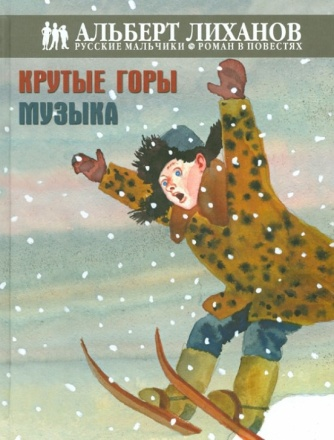 АЛЬБЕРТ ЛИХАНОВ
РУССКИЕ МАЛЬЧИКИ РОМАН В ПОВЕСТЯХ
КРУТЫЕ ГОРЫ
МУЗЫКА